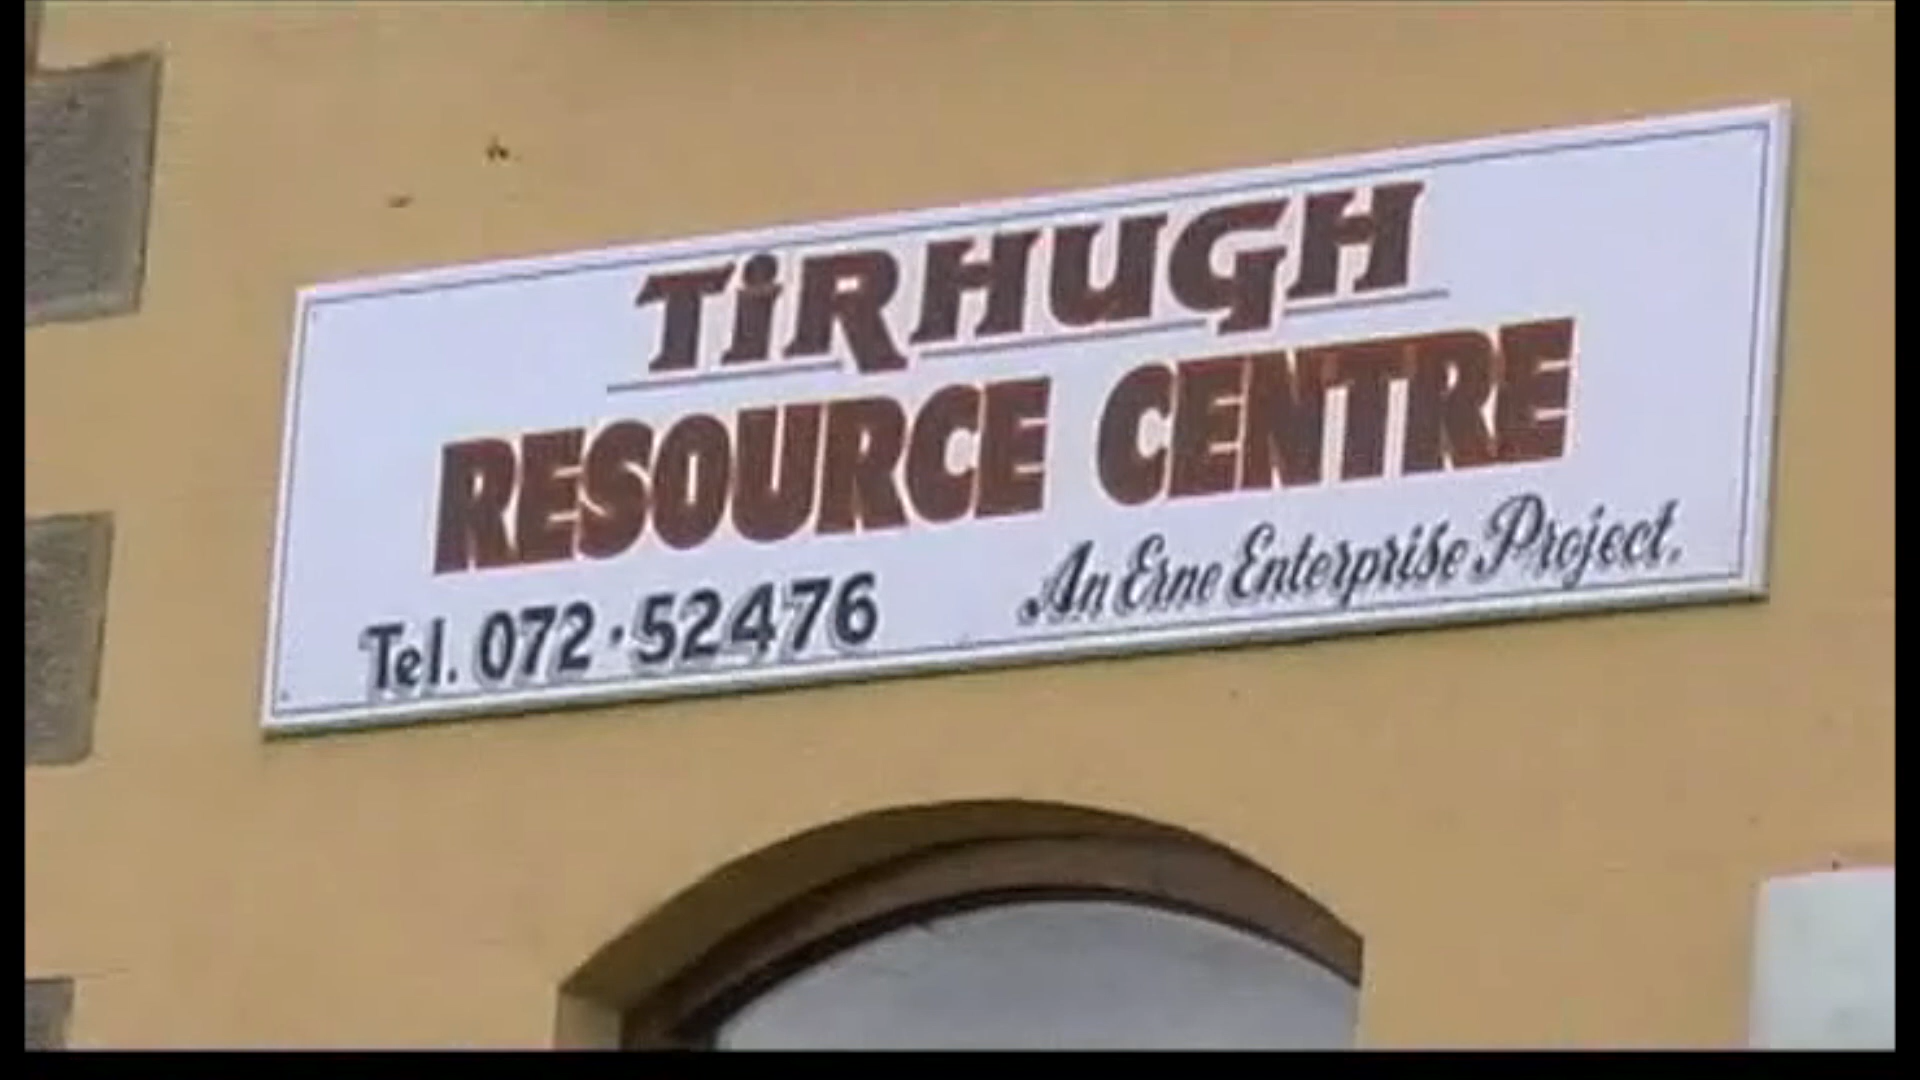 TiRHUGH
RESOURCE CENTRE
Tel. 072·52476
An Erne Enterprise Project.